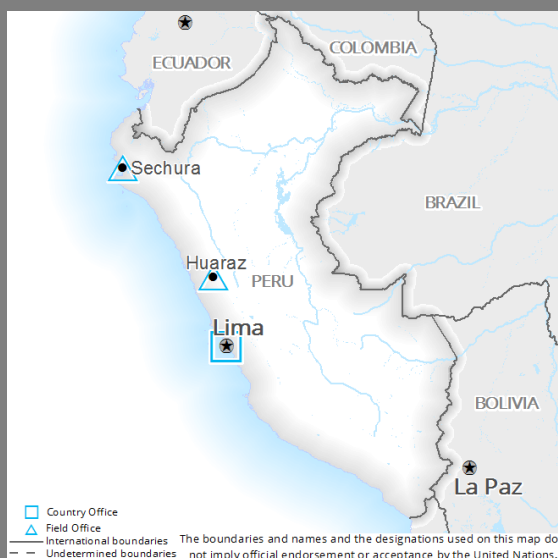 COLOMBIA
ECUADOR
Sechura
BRAZIL
Huaraz
PERU
Lima
BOLIVIA
La Paz
Country Office
Field Office
International boundaries
Undetermined boundaries
The boundaries and names and the designations used on this map do
not imply official endorsement or acceptance by the United Nations.